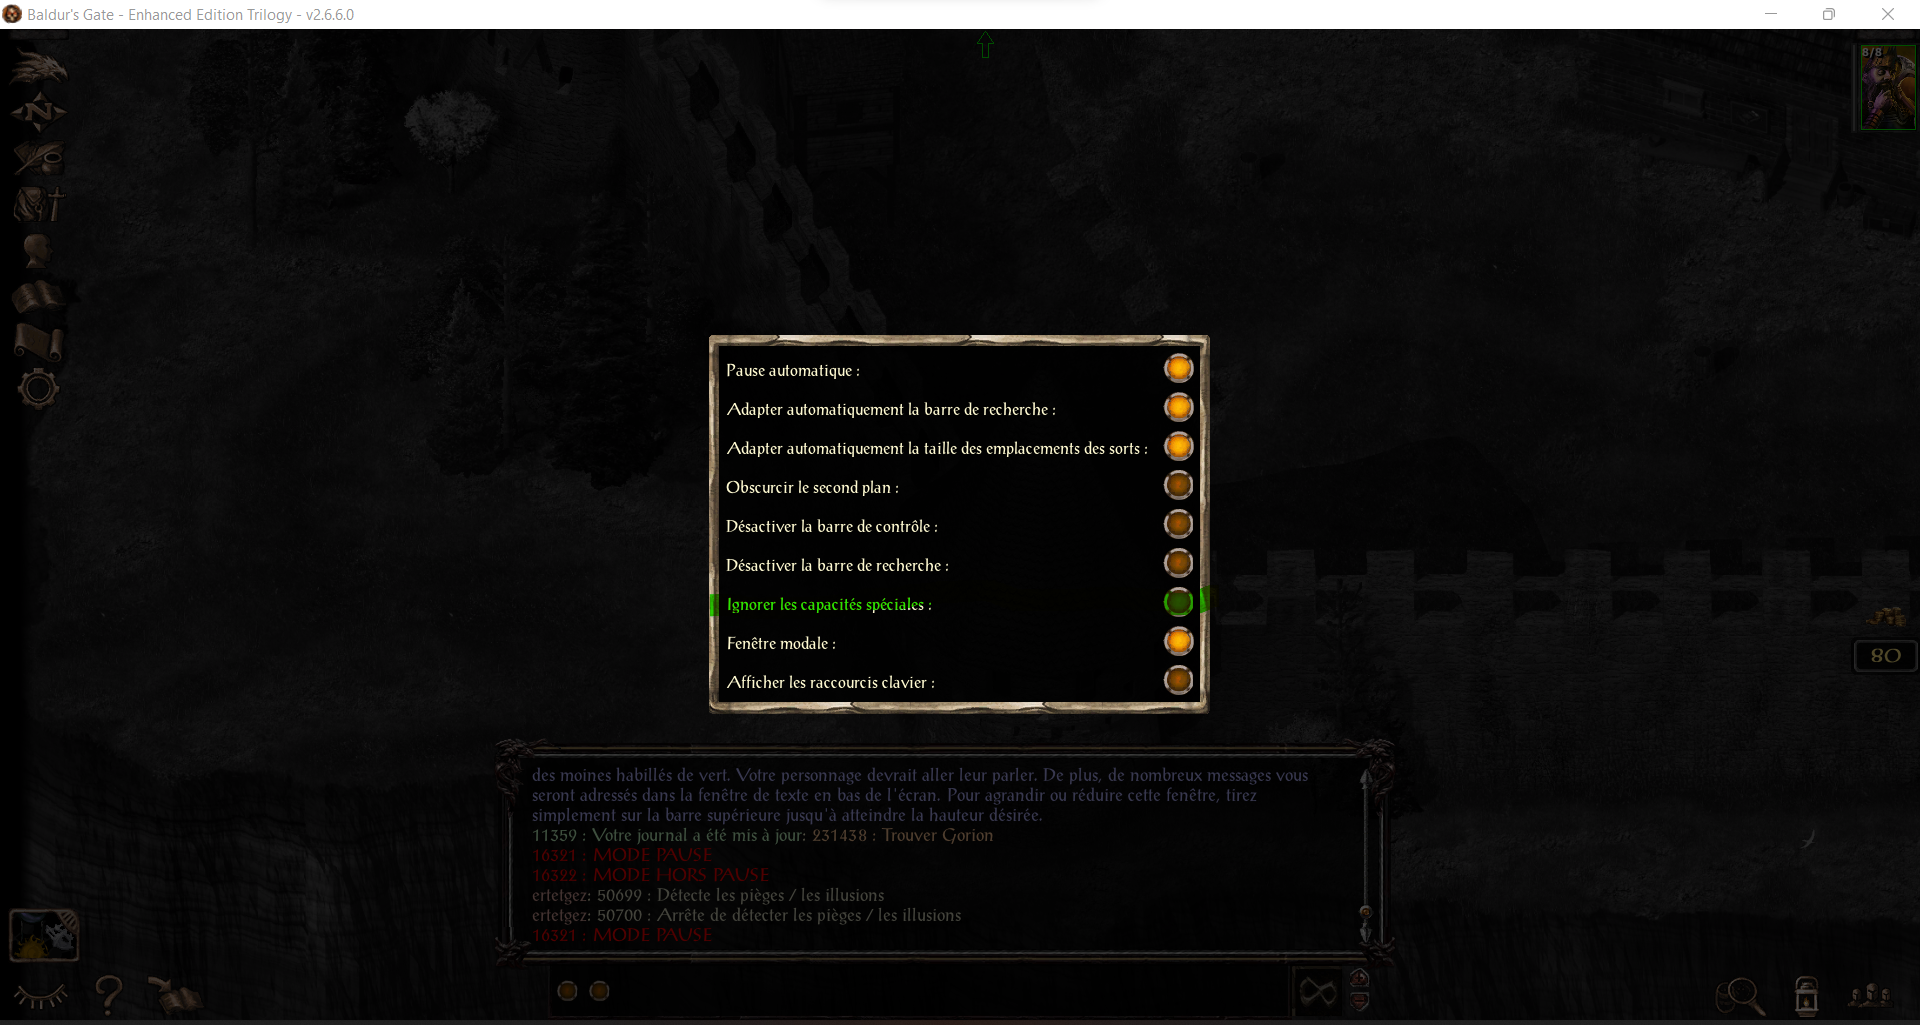 Baldur's Gate - Enhanced Edition Trilogy - v2.6.6.0
8/8
N
Pause automatique :
Adapter automatiquement la barre de recherche :
Adapter automatiquement la taille des emplacements des sorts :
Obscurcir le second plan :
Désactiver la barre de contrôle :
Désactiver la barre de recherche :
Ignorer les capacités spéciales :
Fenêtre modale :
Afficher les raccourcis clavier :
80
des moines habillés de vert. Votre personnage devrait aller leur parler. De plus, de nombreux messages vous
seront adressés dans la fenêtre de texte en bas de l'écran. Pour agrandir ou réduire cette fenêtre, tirez
simplement sur la barre supérieure jusqu'à atteindre la hauteur désirée.
11359 : Votre journal a été mis à jour: 231438 : Trouver Gorion
16321 : MODE PAUSE
16322 : MODE HORS PAUSE
ertetgez: 50699 : Détecte les pièges / les illusions
ertetgez: 50700 : Arrête de détecter les pièges / les illusions
16321 : MODE PAUSE
?